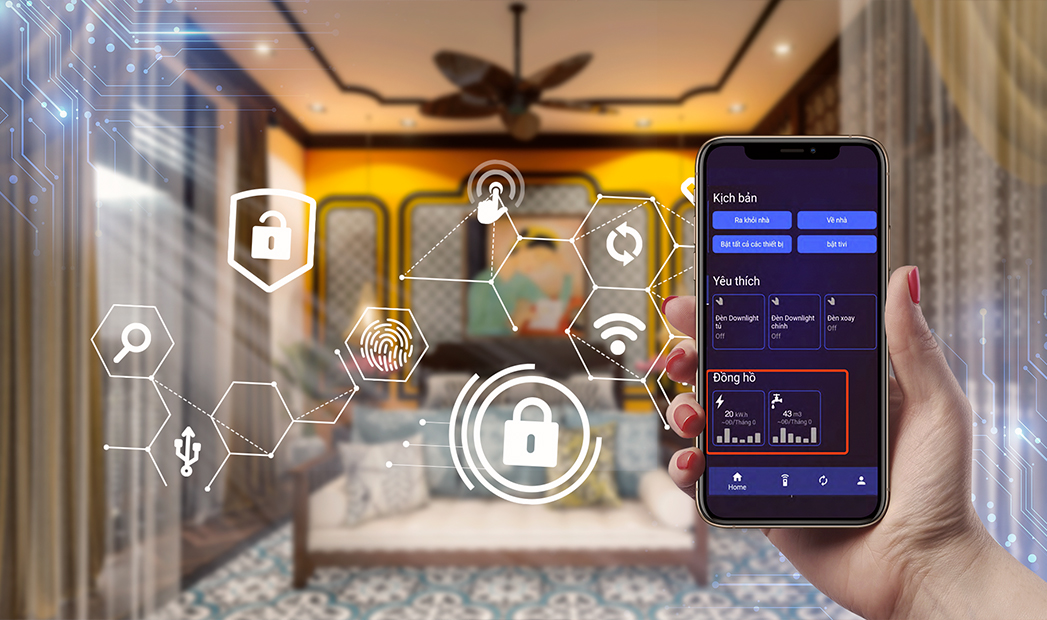 Kịch bản
Ra khỏi nhà
Về nhà
Bật tất cả các thiết bị
bật tivi
Yêu thích
Đèn Downlight tủ
Off
Đèn Downlight chính
Off
Đèn xoay
Off
Đồng hồ
20 kW.h
~00/Tháng 0
43 m3
~00/Tháng 0
Home